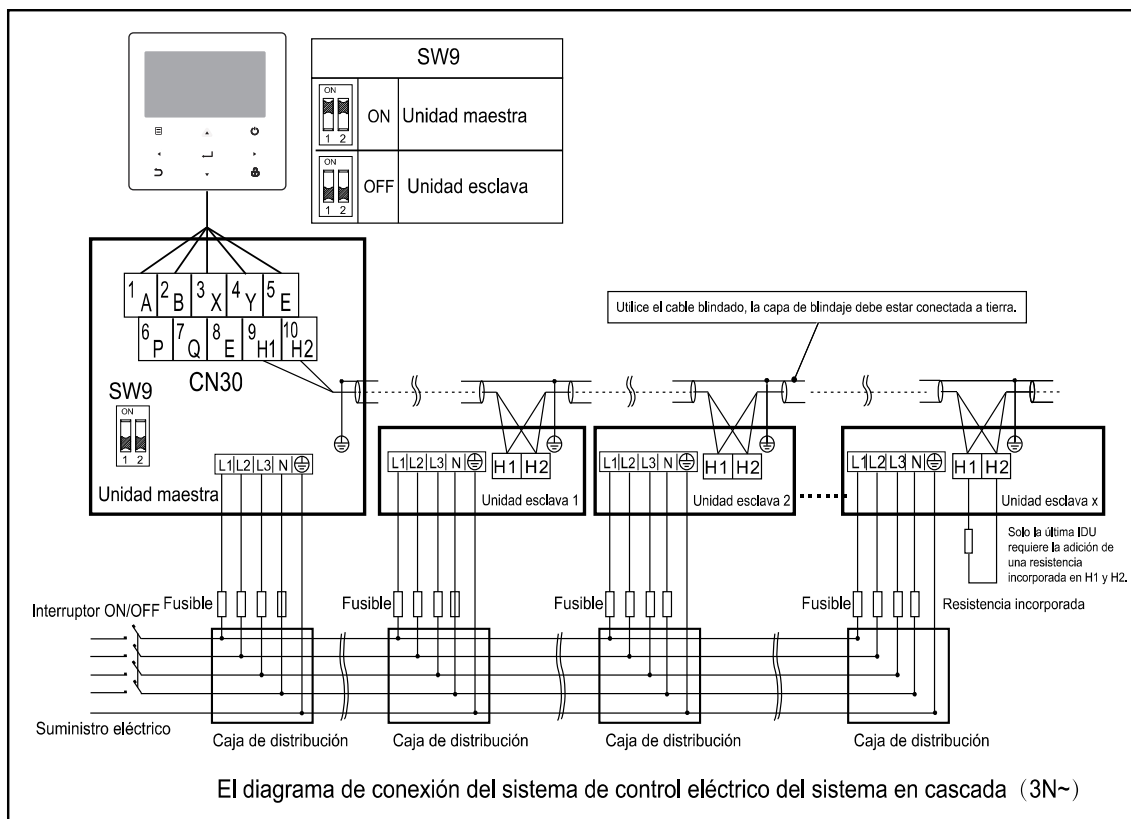 SW9
ON
1 2
ON
Unidad maestra
ON
1 2
OFF
Unidad esclava
1 A
2 B
3 X
4 Y
5 E
6 P
7 Q
8 E
9 H1
10 H2
CN30
SW9
ON
1 2
Utilice el cable blindado, la capa de blindaje debe estar conectada a tierra.
L1 L2 L3 N
Unidad maestra
L1 L2 L3 N
H1 H2
Unidad esclava 1
L1 L2 L3 N
H1 H2
Unidad esclava 2
L1 L2 L3 N
H1 H2
Unidad esclava x
Solo la última IDU
requiere la adición de
una resistencia
incorporada en H1 y H2.
Resistencia incorporada
Interruptor ON/OFF
Fusible
Fusible
Fusible
Fusible
Suministro eléctrico
Caja de distribución
Caja de distribución
Caja de distribución
Caja de distribución
El diagrama de conexión del sistema de control eléctrico del sistema en cascada (3N~)